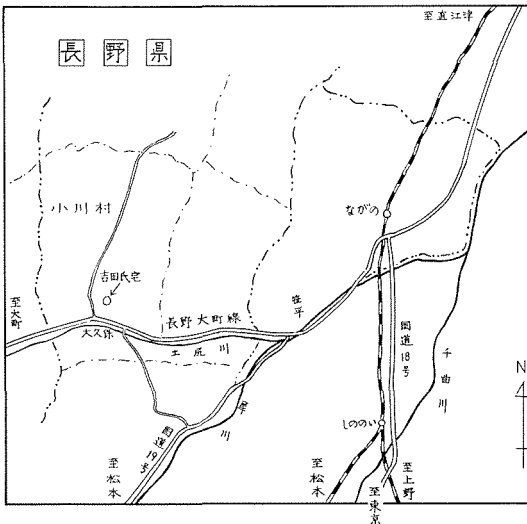 至直江津
長野県
小川村
ながの
吉田氏宅
至大町
大久保
長野大町線
笹平
土尻川
国道18号
千曲川
犀川
国道19号
しののい
N
至松本
至松本
至東京
至上野